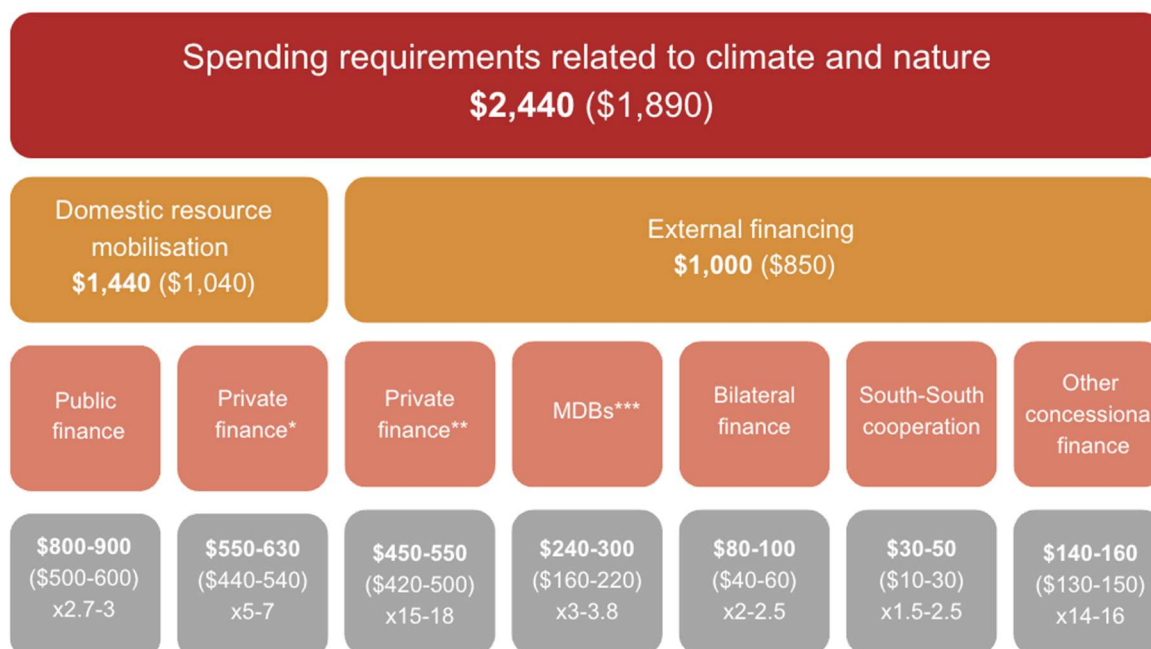 Spending requirements related to climate and nature
$2,440 ($1,890)
Domestic resource
mobilisation
$1,440 ($1,040)
External financing
$1,000 ($850)
Public
finance
Private
finance*
Private
finance**
MDBs***
Bilateral
finance
South-South
cooperation
Other
concessiona
finance
$800-900
($500-600)
x2.7-3
$550-630
($440-540)
x5-7
$450-550
($420-500)
x15-18
$240-300
($160-220)
x3-3.8
$80-100
($40-60)
x2-2.5
$30-50
($10-30)
x1.5-2.5
$140-160
($130-150)
x14-16